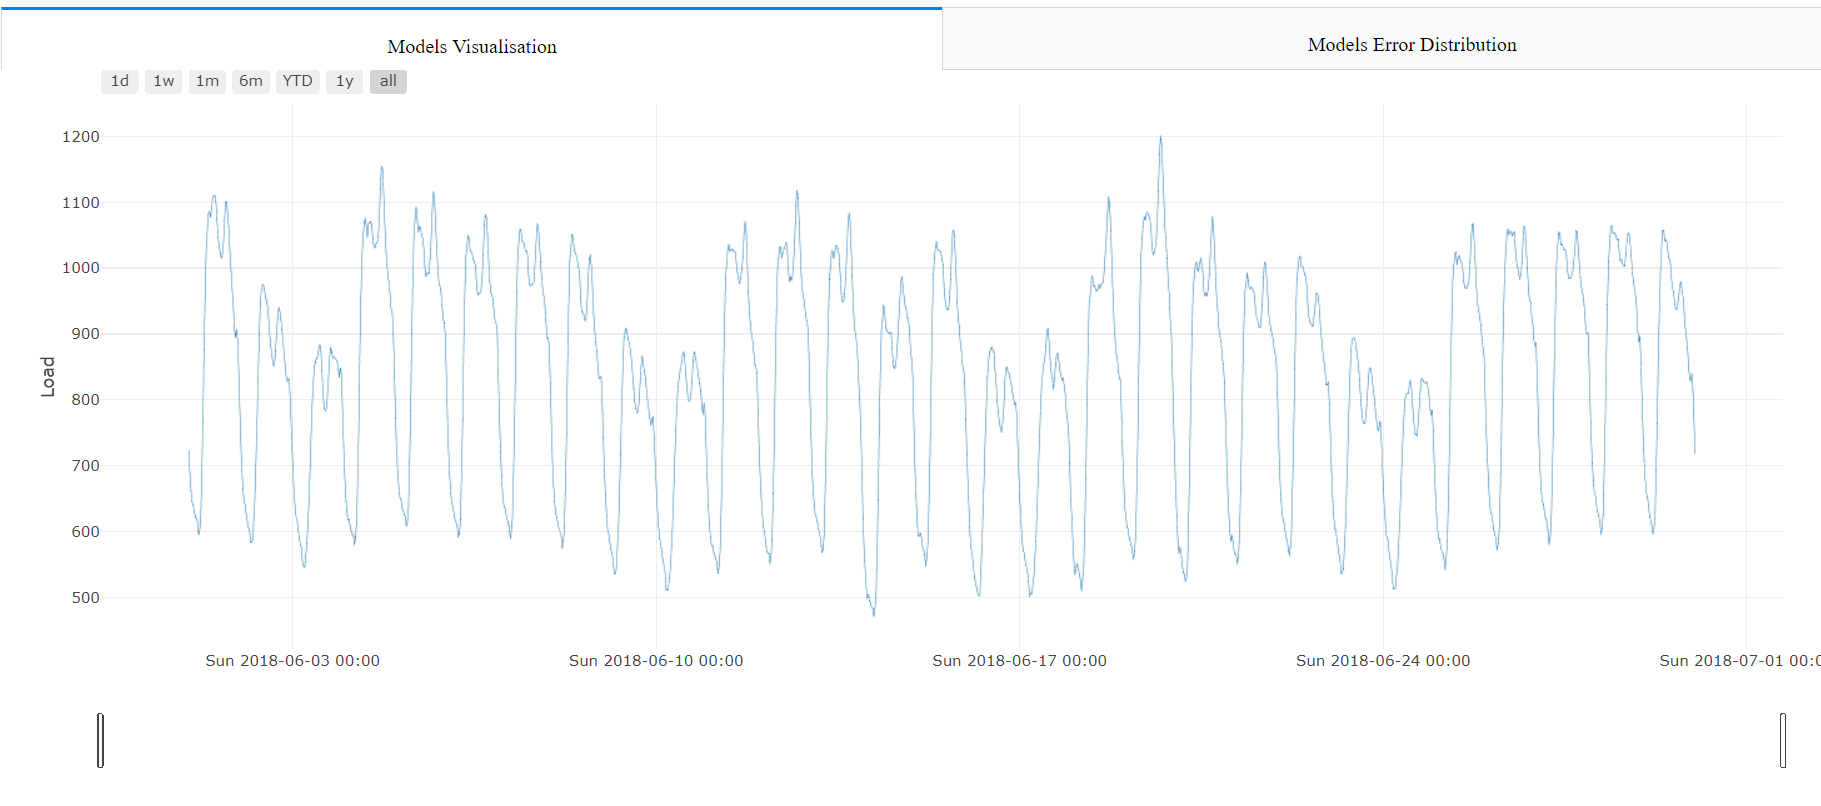 Models Visualisation
Models Error Distribution
1d 1w 1m 6m YTD 1y all
1200
1100
1000
900
800
700
600
500
Load
Sun 2018-06-03 00:00 Sun 2018-06-10 00:00 Sun 2018-06-17 00:00 Sun 2018-06-24 00:00 Sun 2018-07-01